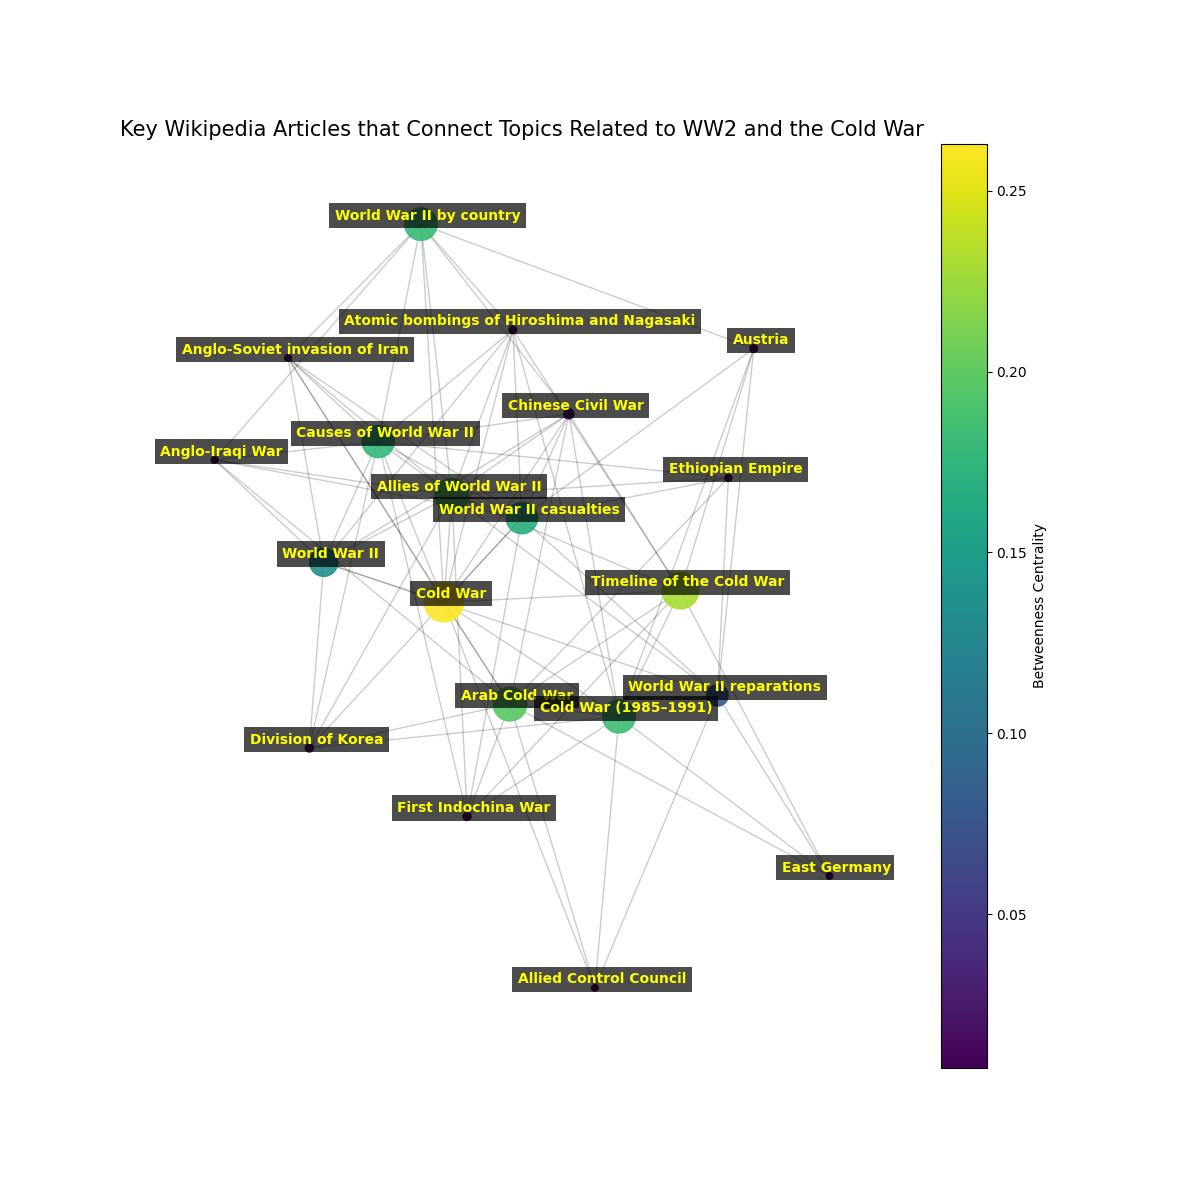 Key Wikipedia Articles that Connect Topics Related to WW2 and the Cold War
World War II by country
Atomic bombings of Hiroshima and Nagasaki
Austria
Anglo-Soviet invasion of Iran
Chinese Civil War
Causes of World War II
Anglo-Iraqi War
Ethiopian Empire
Allies of World War II
World War II casualties
World War II
Timeline of the Cold War
Cold War
World War II reparations
Arab Cold War
Cold War (1985–1991)
Division of Korea
First Indochina War
East Germany
Allied Control Council
0.25
0.20
0.15
0.10
0.05
Betweenness Centrality